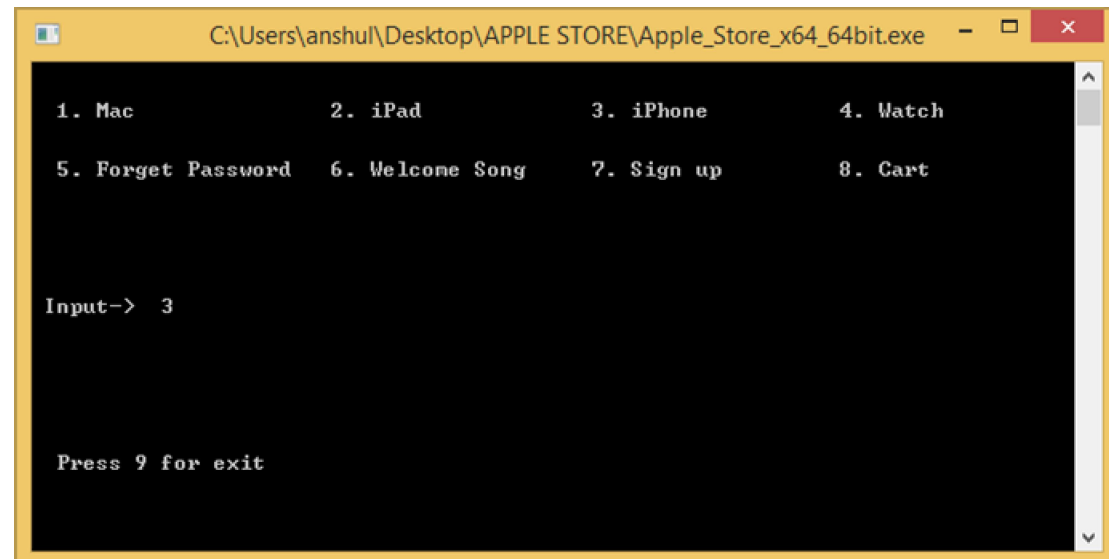 C:\Users\anshul\Desktop\APPLE STORE\Apple_Store_x64_64bit.exe
1. Mac 2. iPad 3. iPhone 4. Watch
5. Forget Password 6. Welcome Song 7. Sign up 8. Cart
Input-> 3
Press 9 for exit